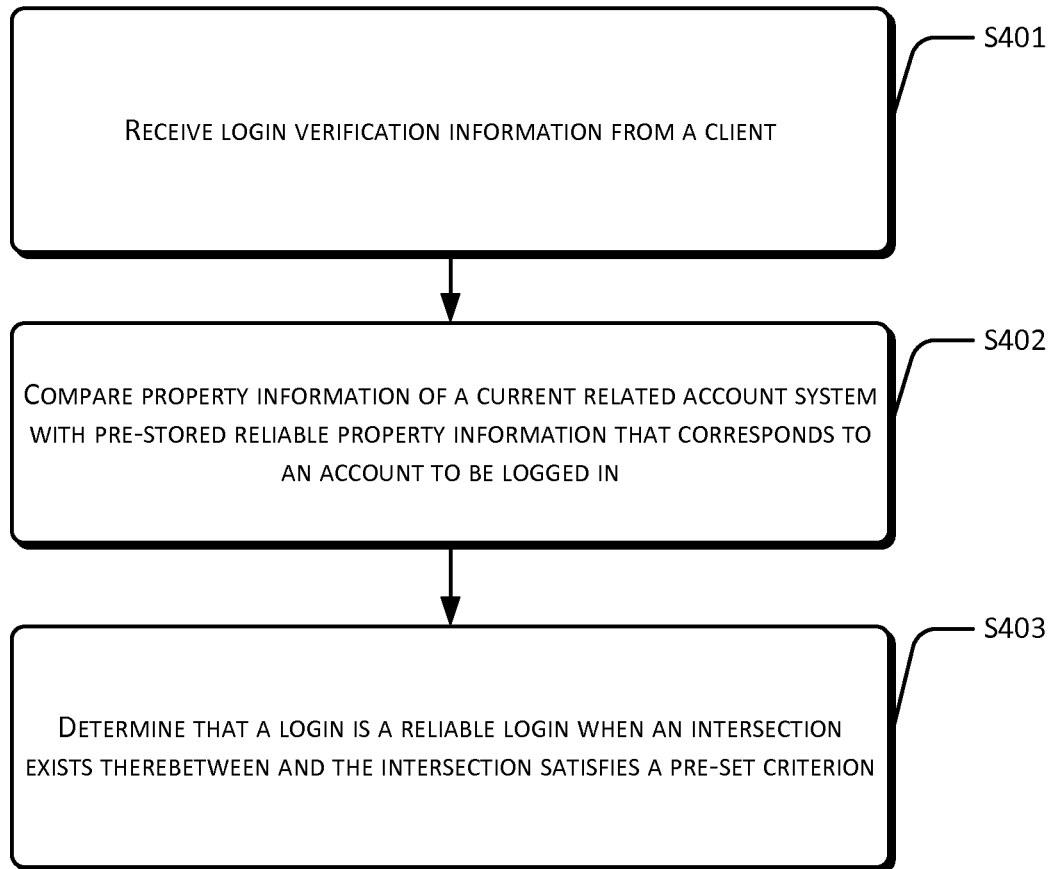 RECEIVE LOGIN VERIFICATION INFORMATION FROM A CLIENT
S401
COMPARE PROPERTY INFORMATION OF A CURRENT RELATED ACCOUNT SYSTEM
WITH PRE-STORED RELIABLE PROPERTY INFORMATION THAT CORRESPONDS TO
AN ACCOUNT TO BE LOGGED IN
S402
DETERMINE THAT A LOGIN IS A RELIABLE LOGIN WHEN AN INTERSECTION
EXISTS THEREBETWEEN AND THE INTERSECTION SATISFIES A PRE-SET CRITERION
S403